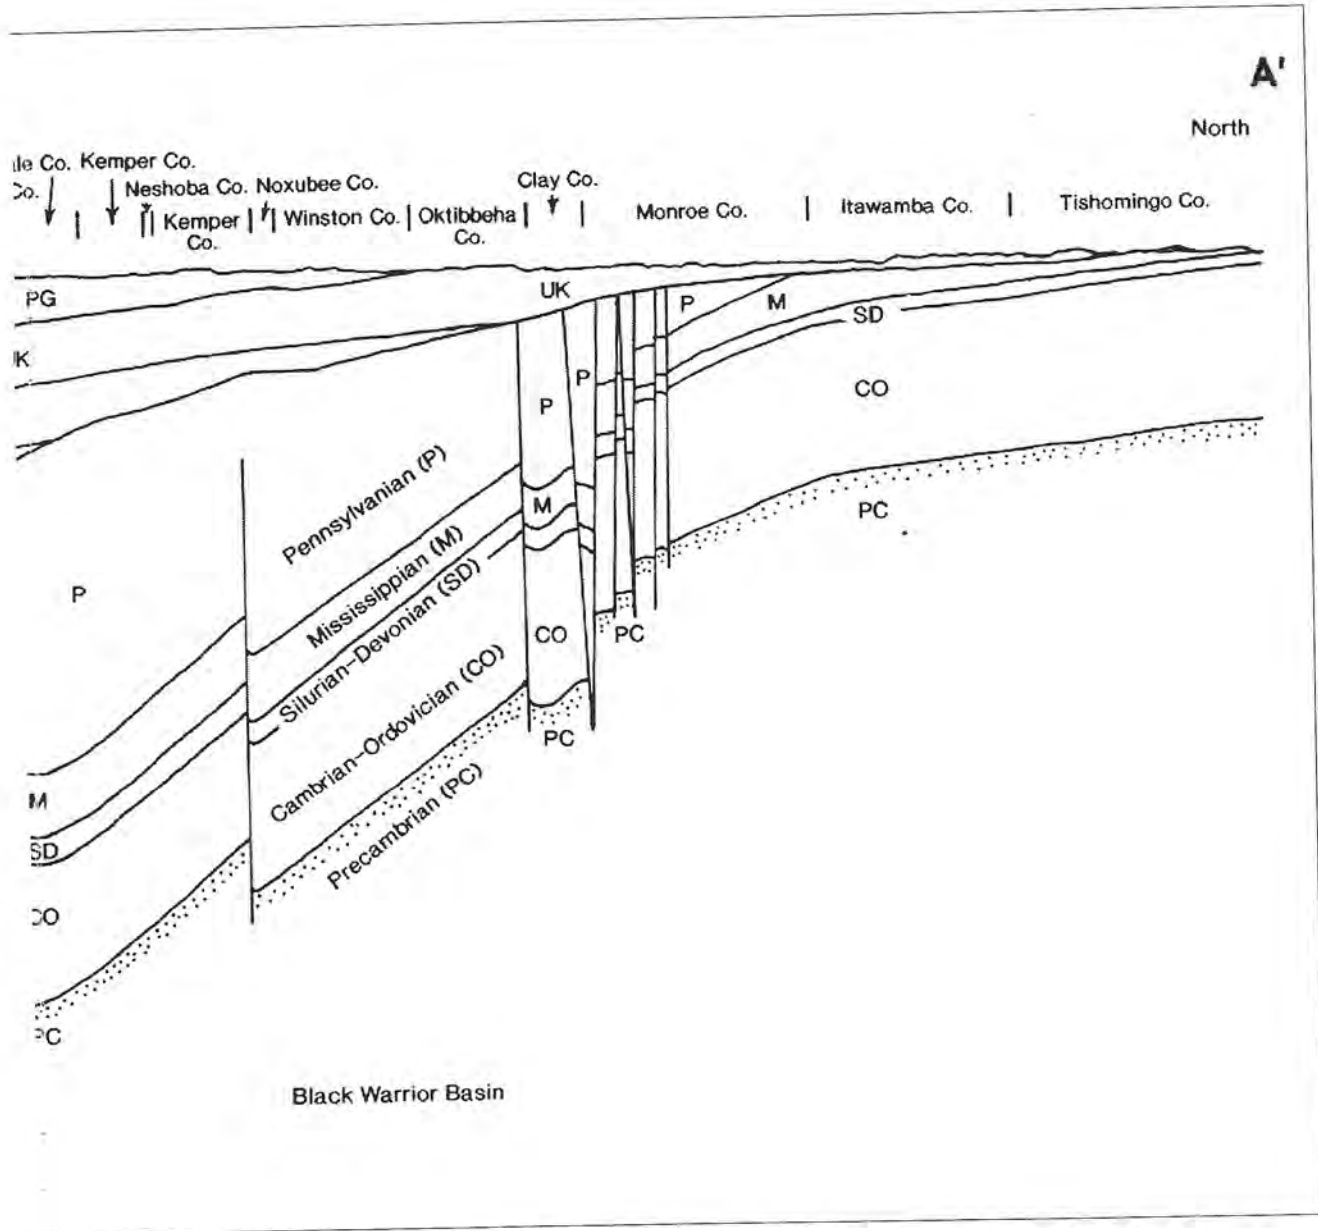 A'
North
Kemper Co.
Neshoba Co. Noxubee Co.
Clay Co.
Kemper
Co.
Winston Co.
Oktibbeha
Co.
Monroe Co.
Itawamba Co.
Tishomingo Co.
PG
UK
P
M
SD
P
P
CO
Pennsylvanian (P)
Mississippian (M)
Silurian-Devonian (SD)
Cambrian-Ordovician (CO)
Precambrian (PC)
M
CO
PC
PC
PC
P
M
SD
Black Warrior Basin